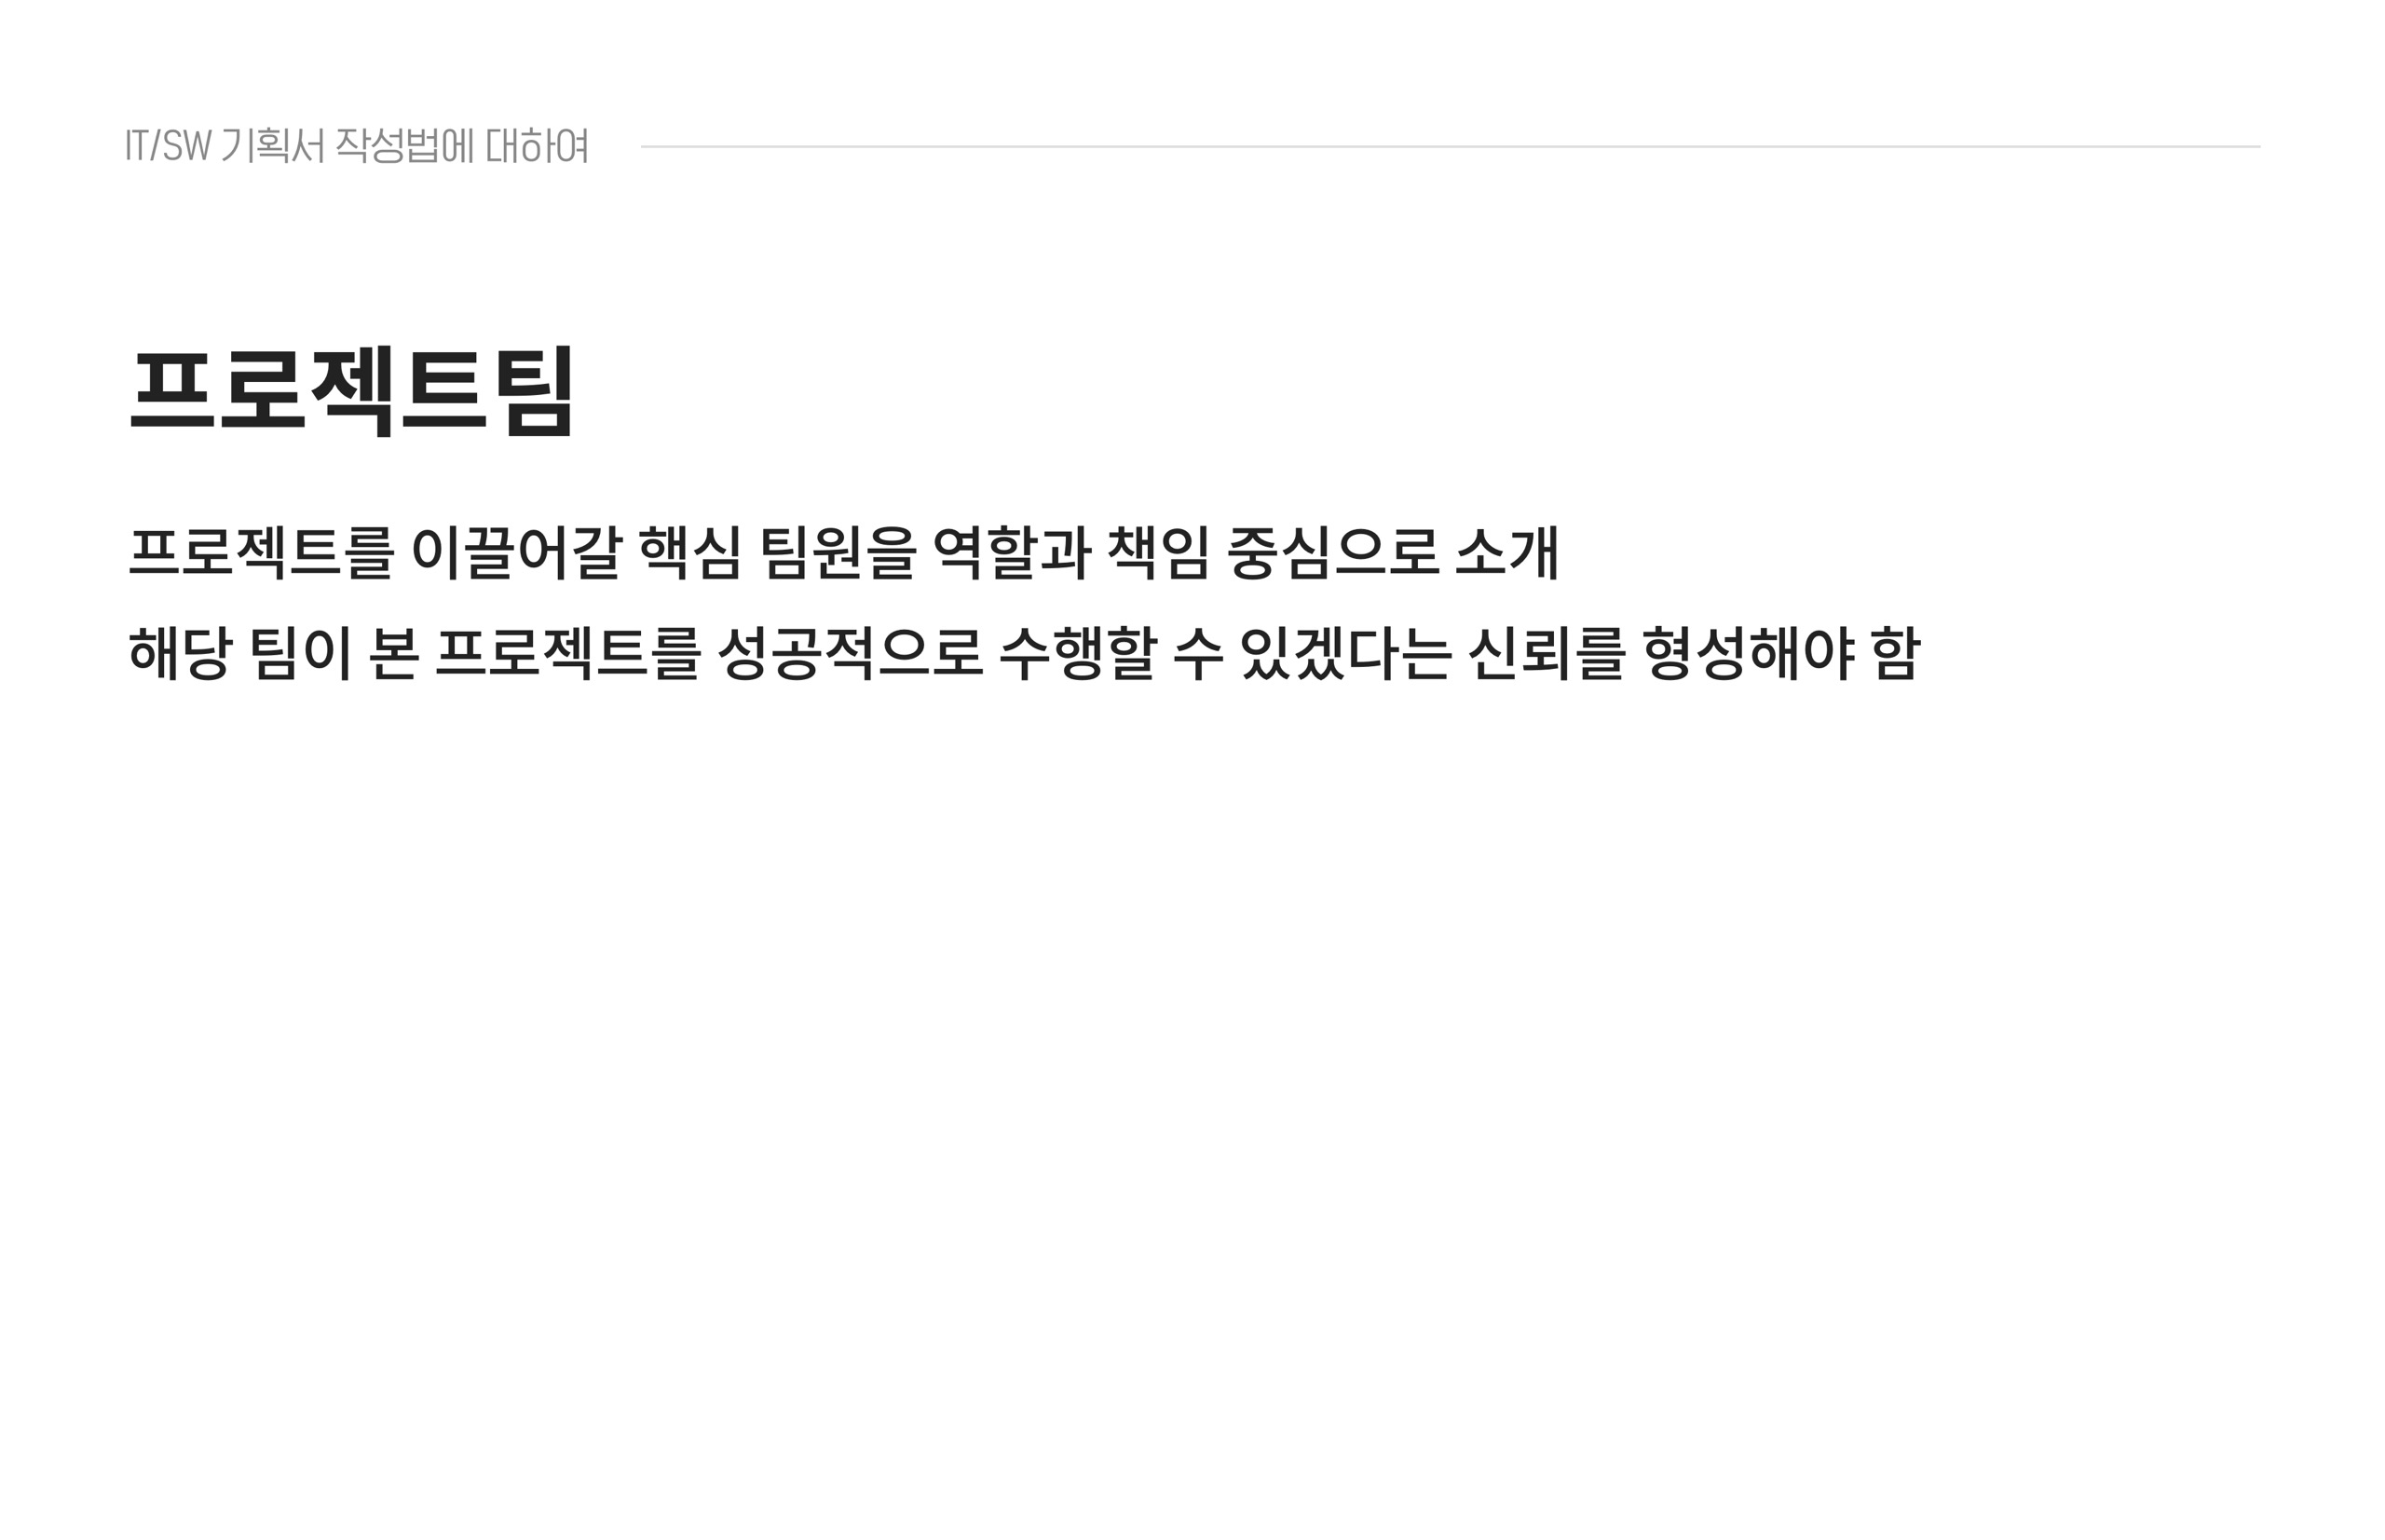 IT/SW 기획서 작성법에 대하여
프로젝트팀
프로젝트를 이끌어갈 핵심 팀원을 역할과 책임 중심으로 소개
해당 팀이 본 프로젝트를 성공적으로 수행할 수 있겠다는 신뢰를 형성해야 함